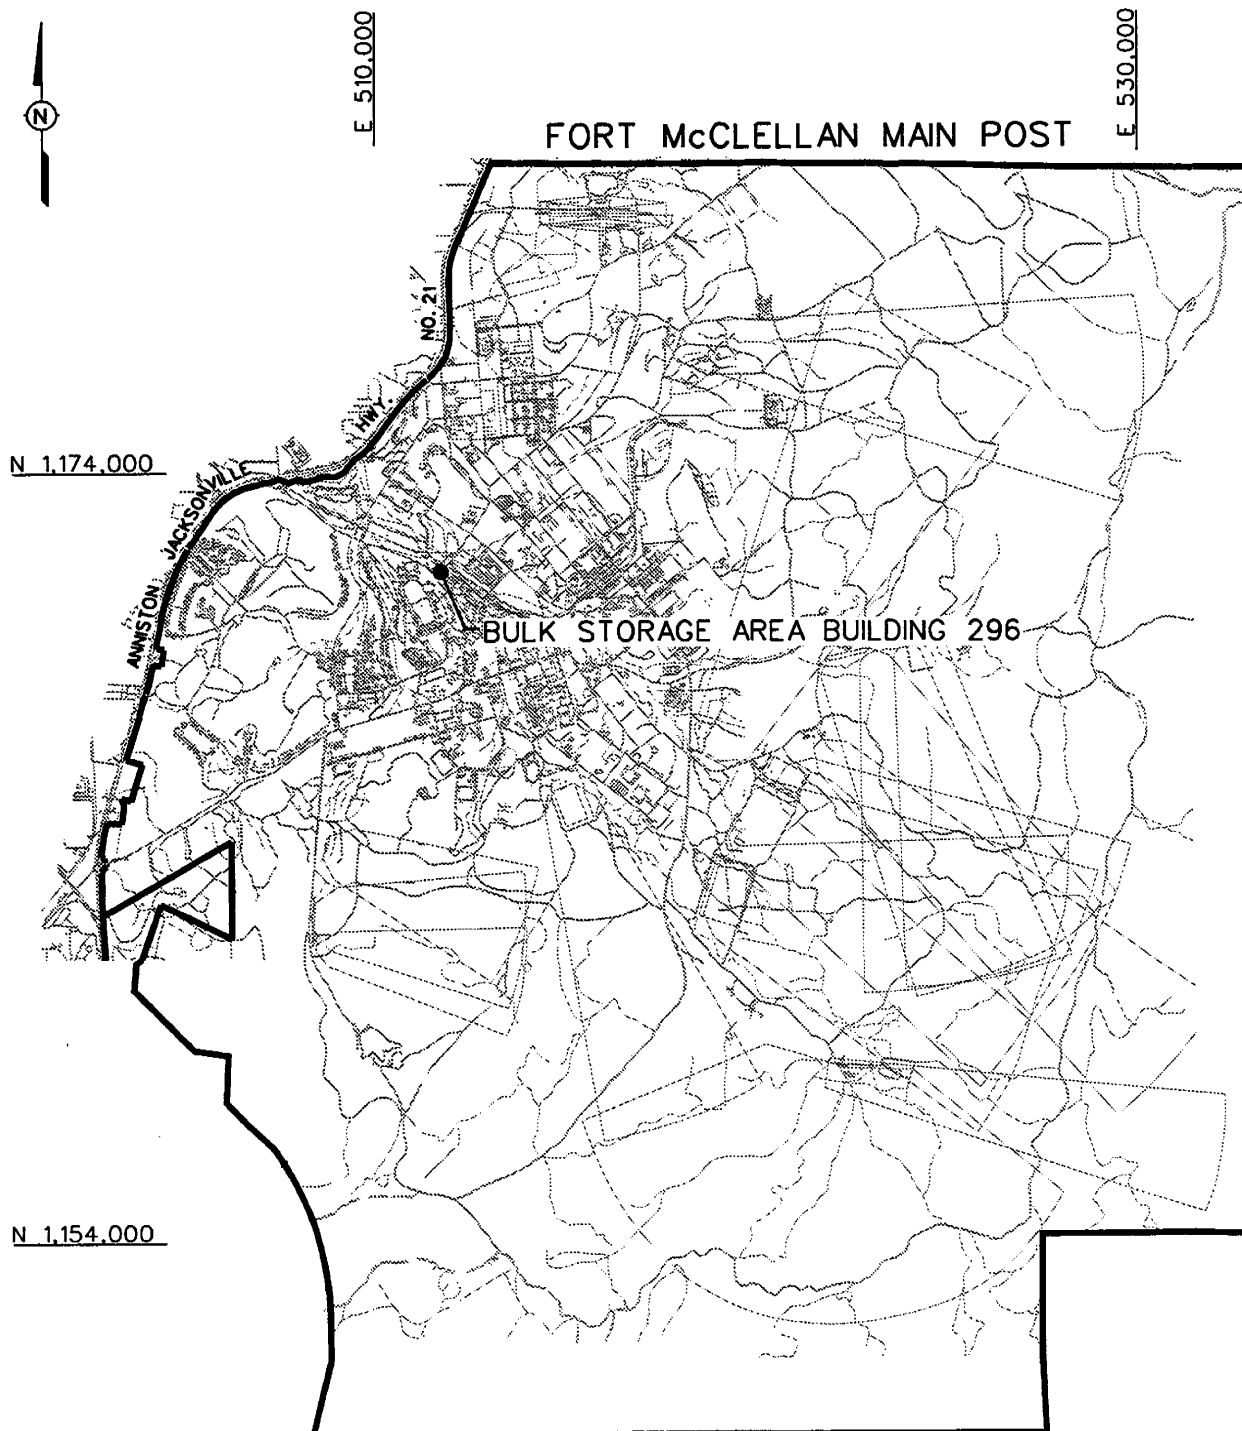 E 510,000
E 530,000
N
FORT McCLELLAN MAIN POST
NO. 21
HWY.
N 1,174,000
JACKSONVILLE
ANNISTON
BULK STORAGE AREA BUILDING 296
N 1,154,000